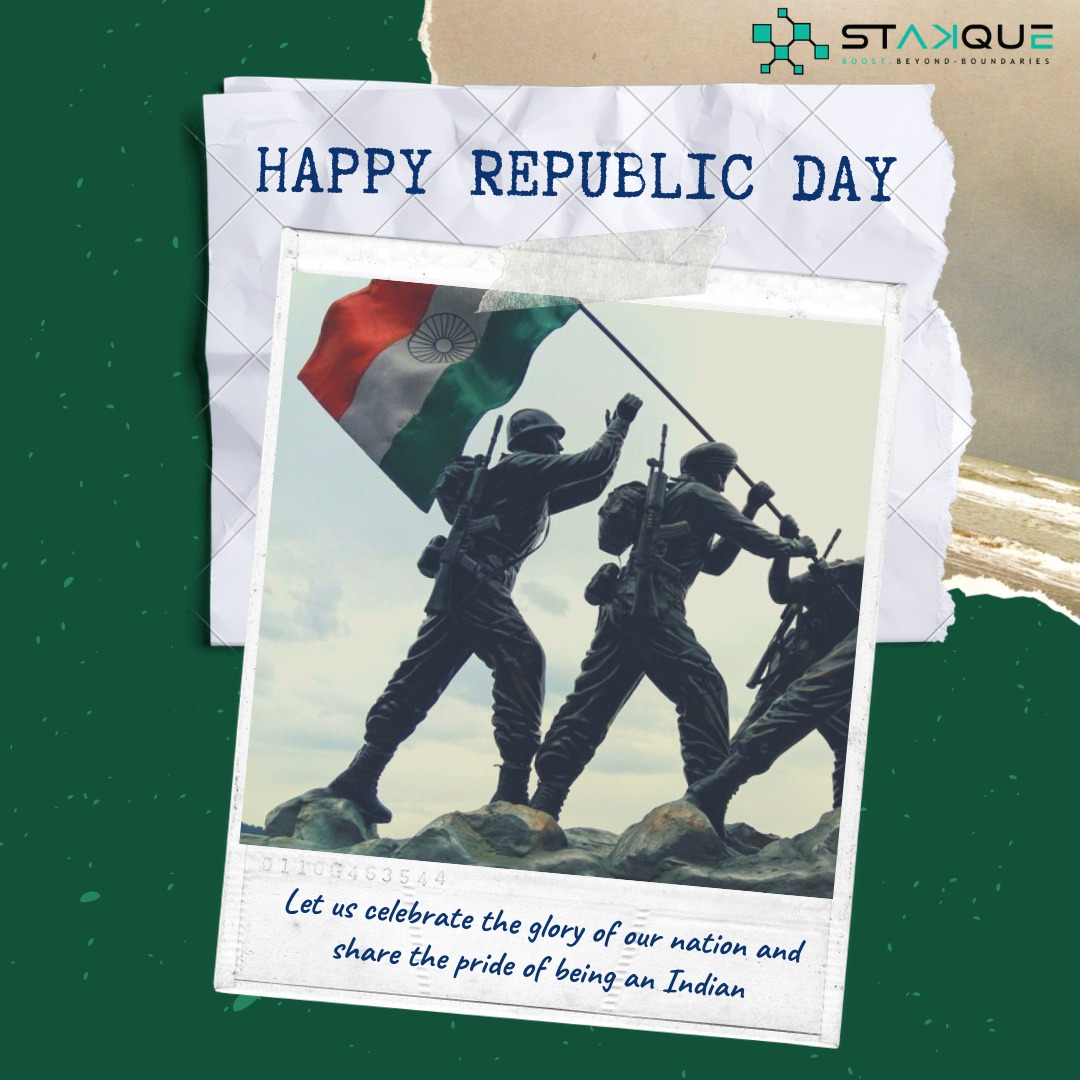 STAKQUE
BOOST.BEYOND-BOUNDARIES
HAPPY REPUBLIC DAY
0110G463544
Let us celebrate the glory of our nation and
share the pride of being an Indian